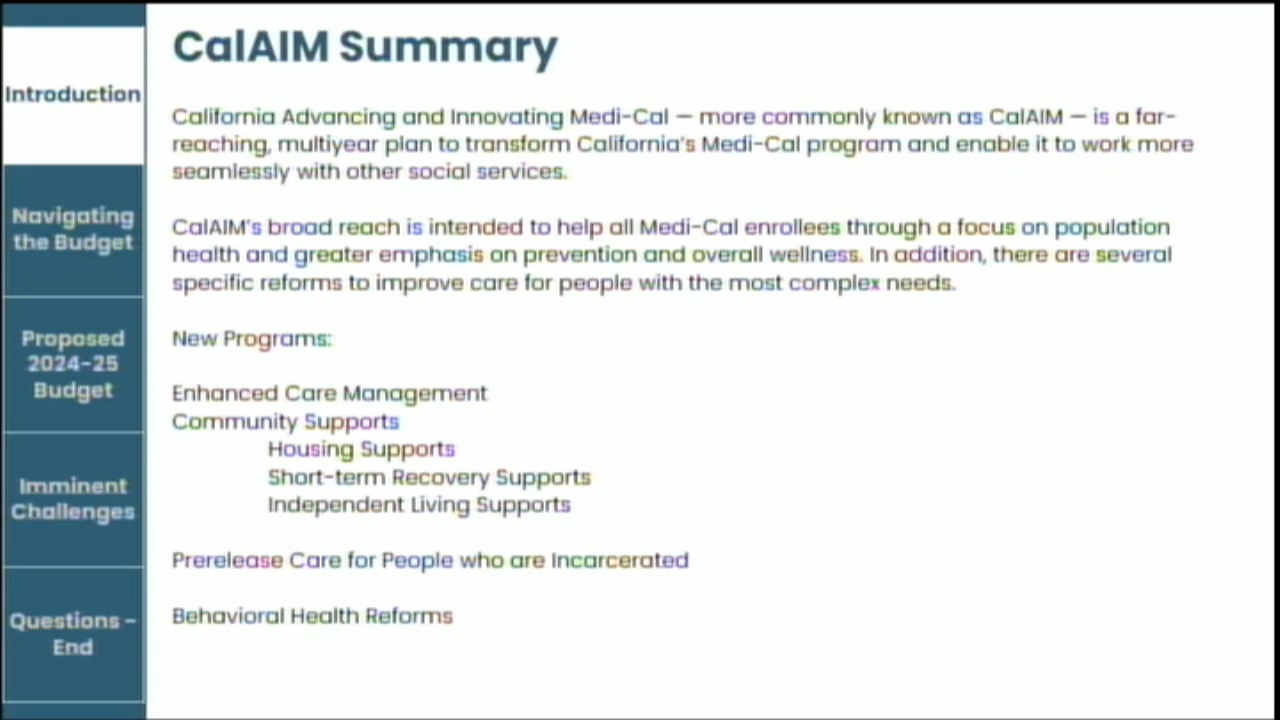 Introduction
Navigating
the Budget
Proposed
2024-25
Budget
Imminent
Challenges
Questions -
End
CalAIM Summary
California Advancing and Innovating Medi-Cal — more commonly known as CalAIM — is a far-
reaching, multiyear plan to transform California's Medi-Cal program and enable it to work more
seamlessly with other social services.
CalAIM's broad reach is intended to help all Medi-Cal enrollees through a focus on population
health and greater emphasis on prevention and overall wellness. In addition, there are several
specific reforms to improve care for people with the most complex needs.
New Programs:
Enhanced Care Management
Community Supports
Housing Supports
Short-term Recovery Supports
Independent Living Supports
Prerelease Care for People who are Incarcerated
Behavioral Health Reforms